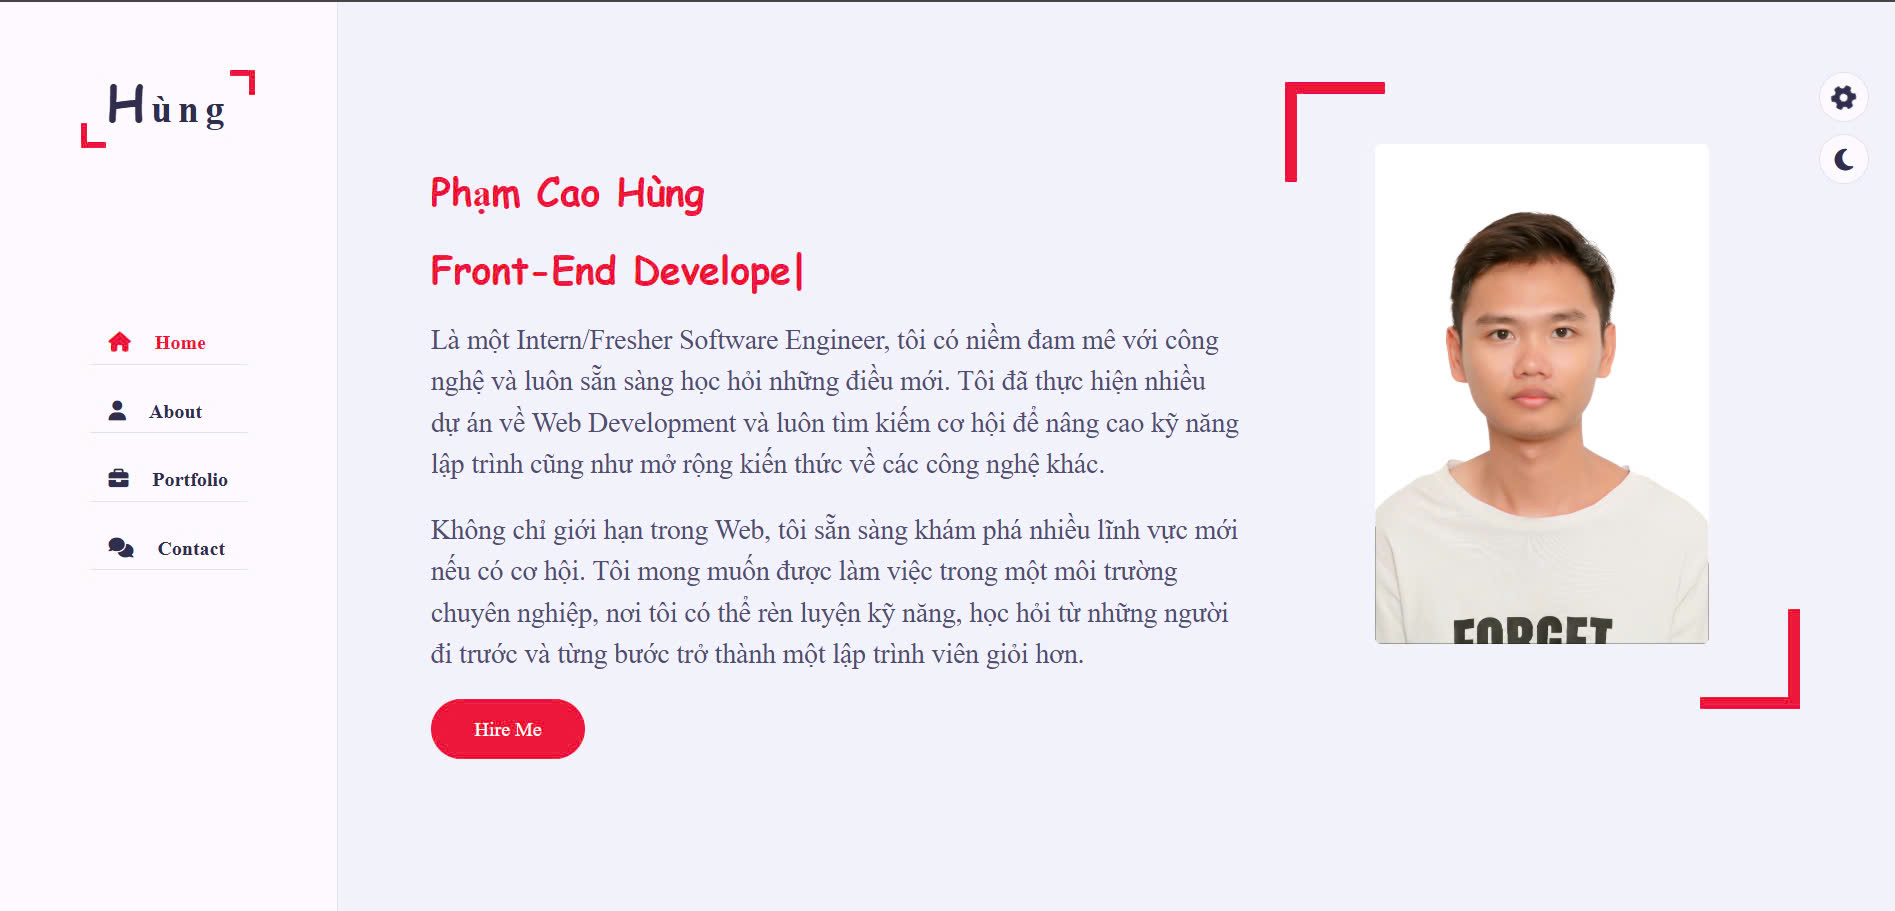 Hùng
Home
About
Portfolio
Contact
Phạm Cao Hùng
Front-End Develope|
Là một Intern/Fresher Software Engineer, tôi có niềm đam mê với công
nghệ và luôn sẵn sàng học hỏi những điều mới. Tôi đã thực hiện nhiều
dự án về Web Development và luôn tìm kiếm cơ hội để nâng cao kỹ năng
lập trình cũng như mở rộng kiến thức về các công nghệ khác.
Không chỉ giới hạn trong Web, tôi sẵn sàng khám phá nhiều lĩnh vực mới
nếu có cơ hội. Tôi mong muốn được làm việc trong một môi trường
chuyên nghiệp, nơi tôi có thể rèn luyện kỹ năng, học hỏi từ những người
đi trước và từng bước trở thành một lập trình viên giỏi hơn.
Hire Me
FORGET